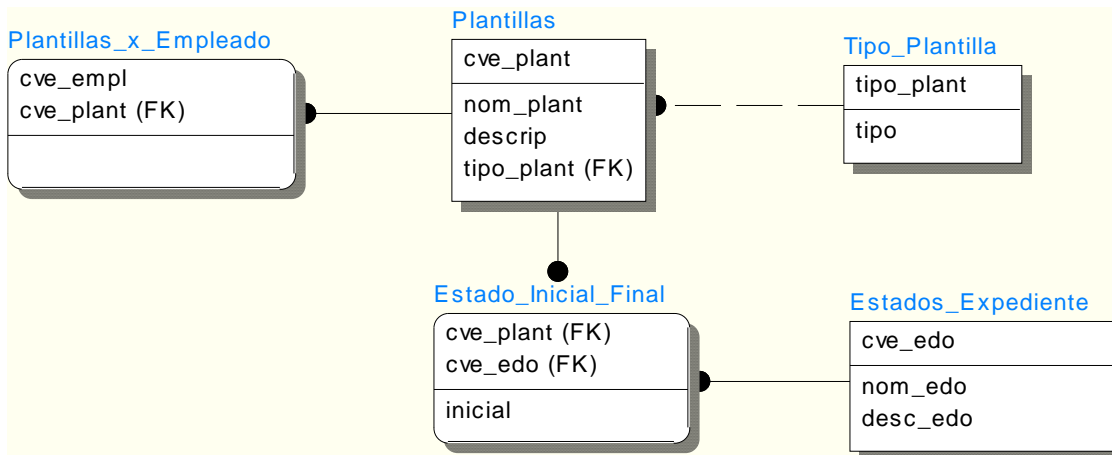 Plantillas_x_Empleado
cve_empl
cve_plant (FK)
Plantillas
cve_plant
nom_plant
descrip
tipo_plant (FK)
Tipo_Plantilla
tipo_plant
tipo
Estado_Inicial_Final
cve_plant (FK)
cve_edo (FK)
inicial
Estados_Expediente
cve_edo
nom_edo
desc_edo